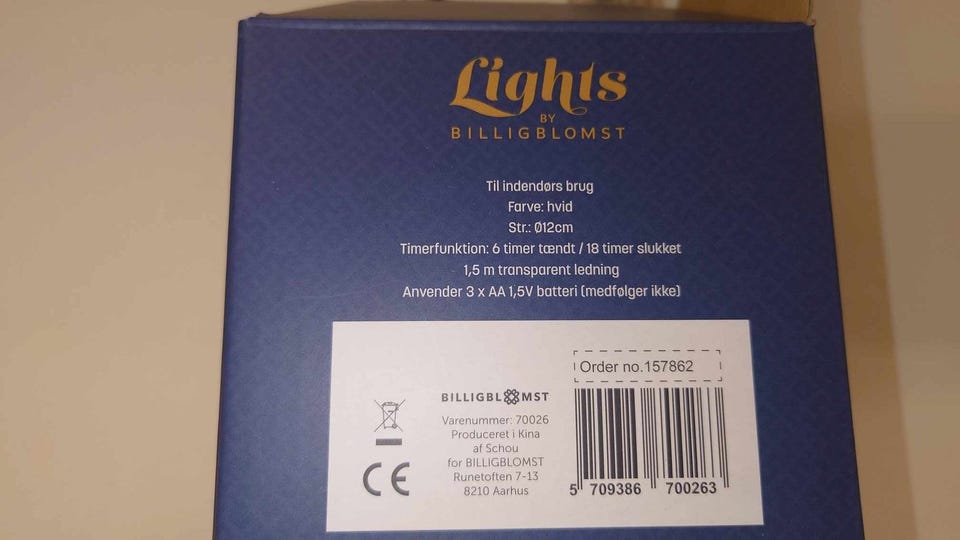 Lights
BY
BILLIGBLOMST
Til indendørs brug
Farve: hvid
Str.: Ø12cm
Timerfunktion: 6 timer tændt / 18 timer slukket
1,5 m transparent ledning
Anvender 3 x AA 1,5V batteri (medfølger ikke)
Order no.157862
BILLIGBLOMST
Varenummer: 70026
Produceret i Kina
af Schou
for BILLIGBLOMST
Runetoften 7-13
8210 Aarhus
CE
5 709386 700263